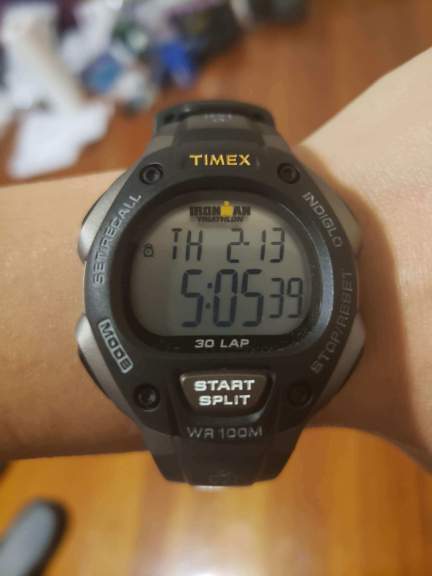 TIMEX
IRONMAN
TRIATHLON
SET/RECALL
INDIGLO
TH 2-13
5:05 39
MODE
STOP/RESET
30 LAP
START
SPLIT
WR 100M